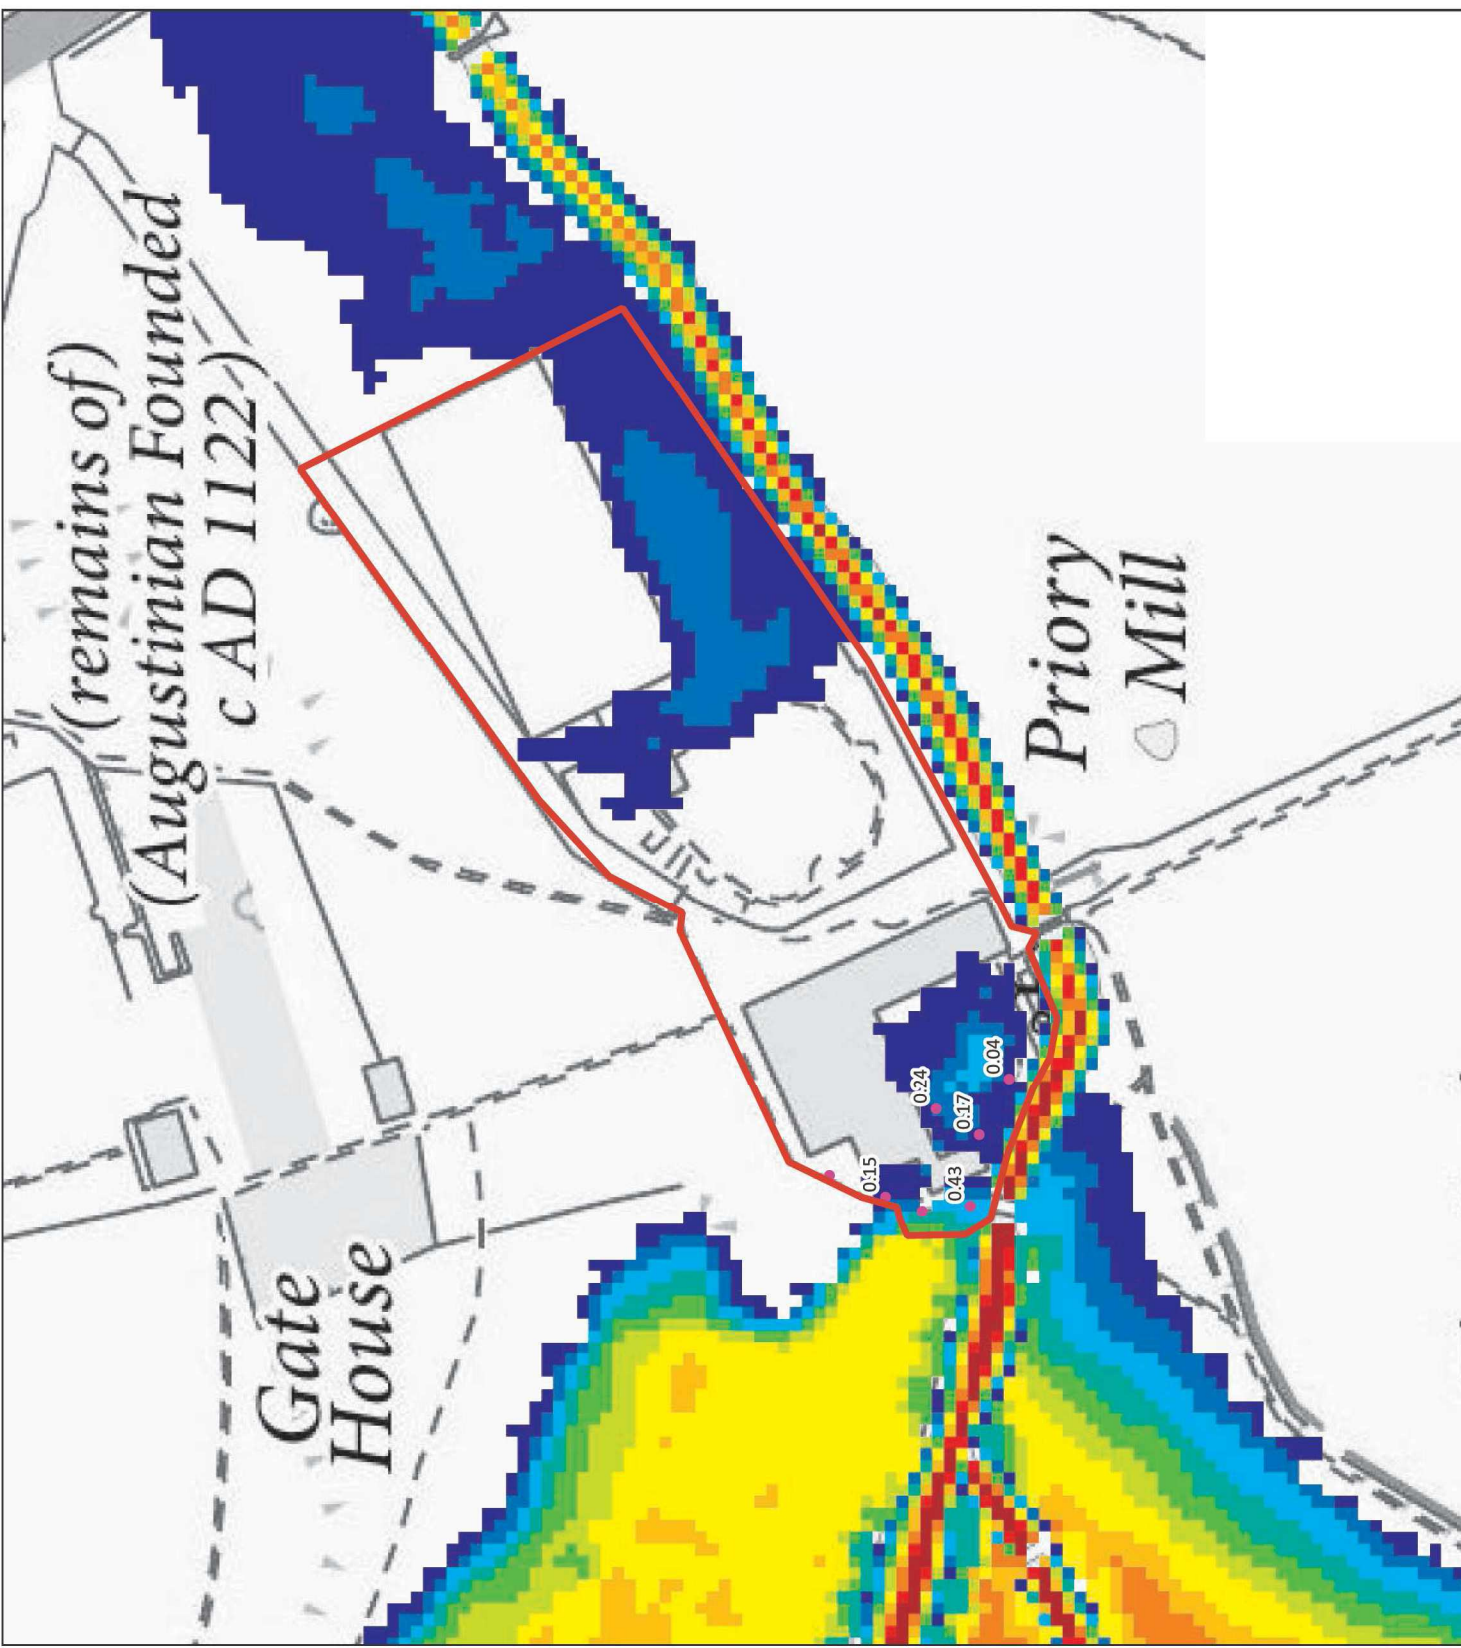 (remains of)
(Augustinian Founded
c AD 1122)
Gate
House
Priory
Mill
0.24
0.04
0.17
0.15
0.43